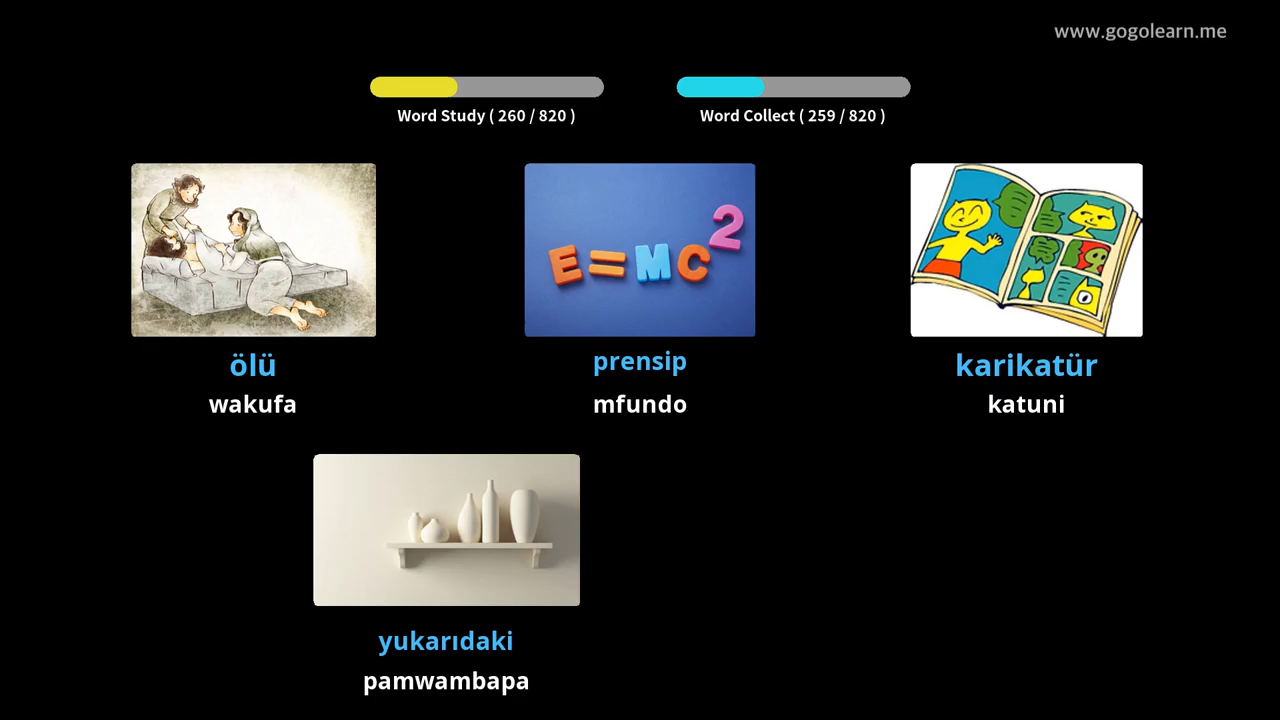 www.gogolearn.me
Word Study ( 260 / 820 )
Word Collect ( 259 / 820 )
E=MC2
ölü
wakufa
prensip
mfundo
karikatür
katuni
yukarıdaki
pamwambapa